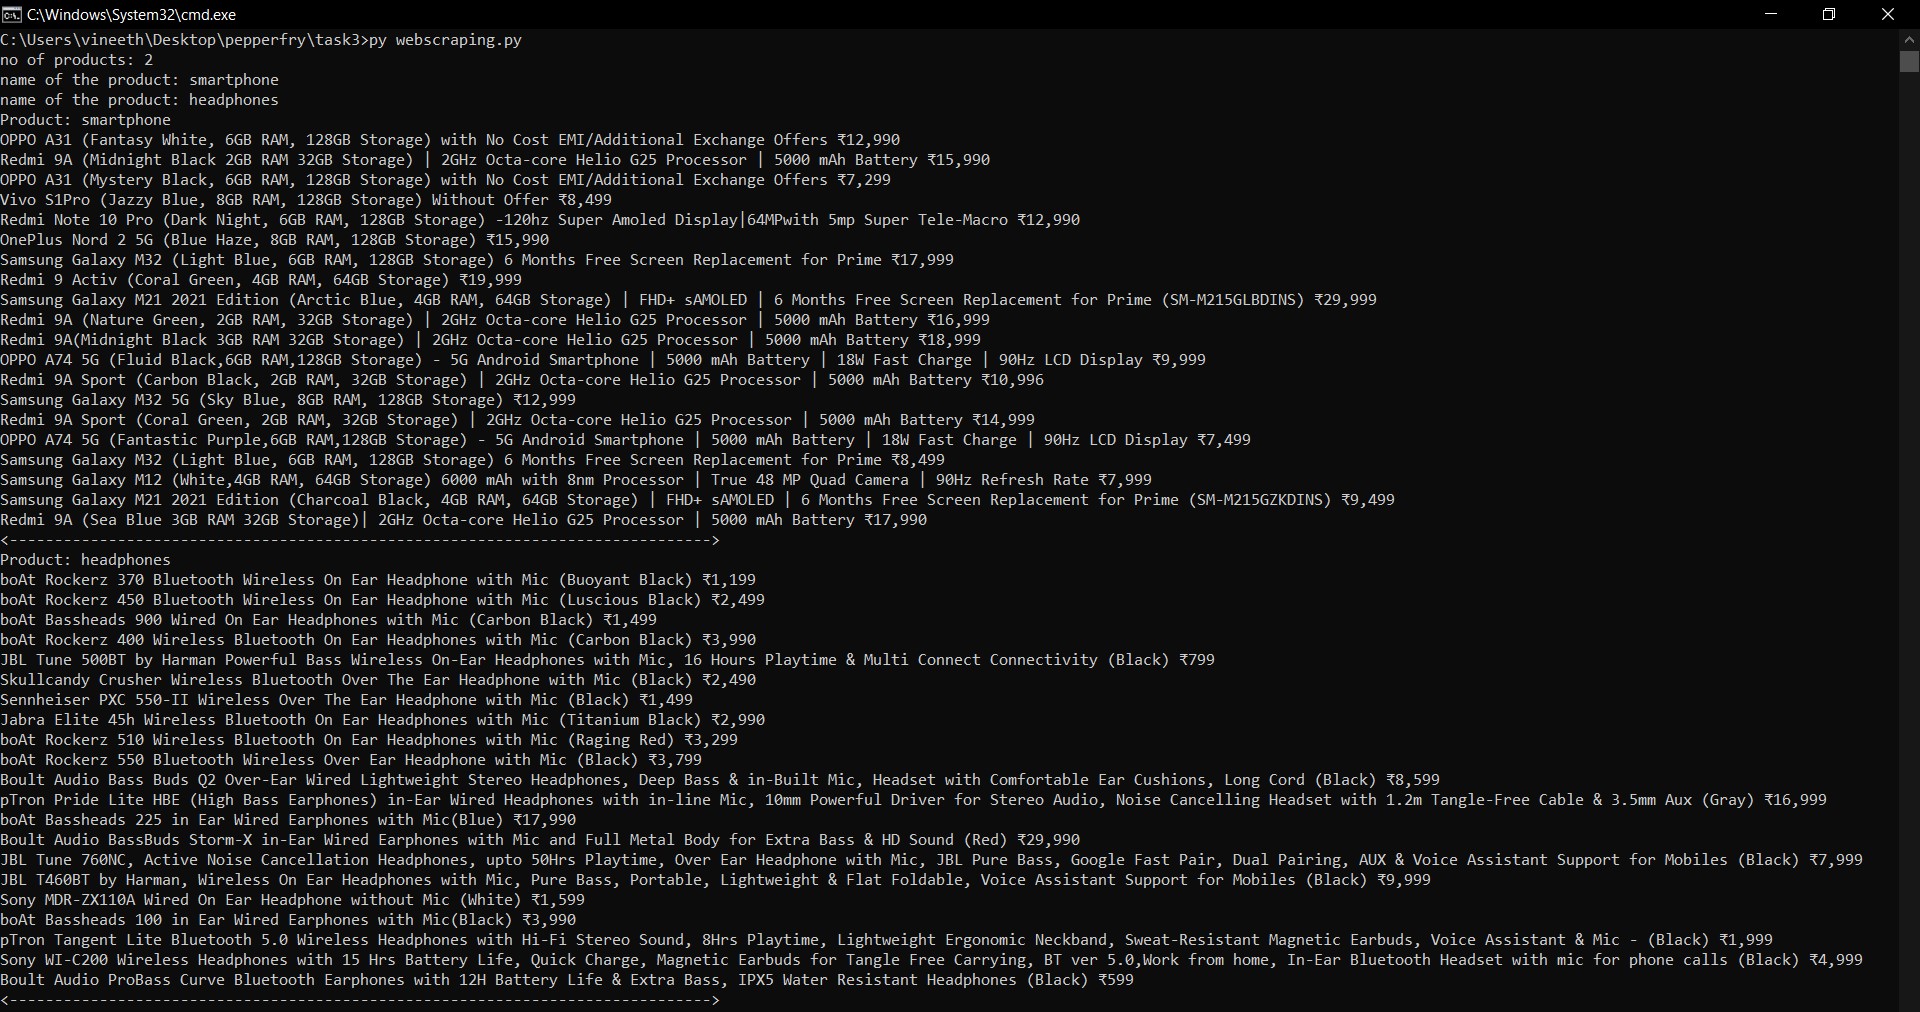 C:\Windows\System32\cmd.exe
C:\Users\vineeth\Desktop\pepperfry\task3>py webscraping.py
no of products: 2
name of the product: smartphone
name of the product: headphones
Product: smartphone
OPPO A31 (Fantasy White, 6GB RAM, 128GB Storage) with No Cost EMI/Additional Exchange Offers ₹12,990
Redmi 9A (Midnight Black 2GB RAM 32GB Storage) | 2GHz Octa-core Helio G25 Processor | 5000 mAh Battery ₹15,990
OPPO A31 (Mystery Black, 6GB RAM, 128GB Storage) with No Cost EMI/Additional Exchange Offers ₹7,299
Vivo S1Pro (Jazzy Blue, 8GB RAM, 128GB Storage) Without Offer ₹8,499
Redmi Note 10 Pro (Dark Night, 6GB RAM, 128GB Storage) -120hz Super Amoled Display|64MPwith 5mp Super Tele-Macro ₹12,990
OnePlus Nord 2 5G (Blue Haze, 8GB RAM, 128GB Storage) ₹15,990
Samsung Galaxy M32 (Light Blue, 6GB RAM, 128GB Storage) 6 Months Free Screen Replacement for Prime ₹17,999
Redmi 9 Activ (Coral Green, 4GB RAM, 64GB Storage) ₹19,999
Samsung Galaxy M21 2021 Edition (Arctic Blue, 4GB RAM, 64GB Storage) | FHD+ sAMOLED | 6 Months Free Screen Replacement for Prime (SM-M215GLBDINS) ₹29,999
Redmi 9A (Nature Green, 2GB RAM, 32GB Storage) | 2GHz Octa-core Helio G25 Processor | 5000 mAh Battery ₹16,999
Redmi 9A(Midnight Black 3GB RAM 32GB Storage) | 2GHz Octa-core Helio G25 Processor | 5000 mAh Battery ₹18,999
OPPO A74 5G (Fluid Black,6GB RAM,128GB Storage) - 5G Android Smartphone | 5000 mAh Battery | 18W Fast Charge | 90Hz LCD Display ₹9,999
Redmi 9A Sport (Carbon Black, 2GB RAM, 32GB Storage) | 2GHz Octa-core Helio G25 Processor | 5000 mAh Battery ₹10,996
Samsung Galaxy M32 5G (Sky Blue, 8GB RAM, 128GB Storage) ₹12,999
Redmi 9A Sport (Coral Green, 2GB RAM, 32GB Storage) | 2GHz Octa-core Helio G25 Processor | 5000 mAh Battery ₹14,999
OPPO A74 5G (Fantastic Purple,6GB RAM,128GB Storage) - 5G Android Smartphone | 5000 mAh Battery | 18W Fast Charge | 90Hz LCD Display ₹7,499
Samsung Galaxy M32 (Light Blue, 6GB RAM, 128GB Storage) 6 Months Free Screen Replacement for Prime ₹8,499
Samsung Galaxy M12 (White,4GB RAM, 64GB Storage) 6000 mAh with 8nm Processor | True 48 MP Quad Camera | 90Hz Refresh Rate ₹7,999
Samsung Galaxy M21 2021 Edition (Charcoal Black, 4GB RAM, 64GB Storage) | FHD+ sAMOLED | 6 Months Free Screen Replacement for Prime (SM-M215GZKDINS) ₹9,499
Redmi 9A (Sea Blue 3GB RAM 32GB Storage)| 2GHz Octa-core Helio G25 Processor | 5000 mAh Battery ₹17,990
<------------------------------------------------------------------------------>
Product: headphones
boAt Rockerz 370 Bluetooth Wireless On Ear Headphone with Mic (Buoyant Black) ₹1,199
boAt Rockerz 450 Bluetooth Wireless On Ear Headphone with Mic (Luscious Black) ₹2,499
boAt Bassheads 900 Wired On Ear Headphones with Mic (Carbon Black) ₹1,499
boAt Rockerz 400 Wireless Bluetooth On Ear Headphones with Mic (Carbon Black) ₹3,990
JBL Tune 500BT by Harman Powerful Bass Wireless On-Ear Headphones with Mic, 16 Hours Playtime & Multi Connect Connectivity (Black) ₹799
Skullcandy Crusher Wireless Bluetooth Over The Ear Headphone with Mic (Black) ₹2,490
Sennheiser PXC 550-II Wireless Over The Ear Headphone with Mic (Black) ₹1,499
Jabra Elite 45h Wireless Bluetooth On Ear Headphones with Mic (Titanium Black) ₹2,990
boAt Rockerz 510 Wireless Bluetooth On Ear Headphones with Mic (Raging Red) ₹3,299
boAt Rockerz 550 Bluetooth Wireless Over Ear Headphone with Mic (Black) ₹3,799
Boult Audio Bass Buds Q2 Over-Ear Wired Lightweight Stereo Headphones, Deep Bass & in-Built Mic, Headset with Comfortable Ear Cushions, Long Cord (Black) ₹8,599
pTron Pride Lite HBE (High Bass Earphones) in-Ear Wired Headphones with in-line Mic, 10mm Powerful Driver for Stereo Audio, Noise Cancelling Headset with 1.2m Tangle-Free Cable & 3.5mm Aux (Gray) ₹16,999
boAt Bassheads 225 in Ear Wired Earphones with Mic(Blue) ₹17,990
Boult Audio BassBuds Storm-X in-Ear Wired Earphones with Mic and Full Metal Body for Extra Bass & HD Sound (Red) ₹29,990
JBL Tune 760NC, Active Noise Cancellation Headphones, upto 50Hrs Playtime, Over Ear Headphone with Mic, JBL Pure Bass, Google Fast Pair, Dual Pairing, AUX & Voice Assistant Support for Mobiles (Black) ₹7,999
JBL T460BT by Harman, Wireless On Ear Headphones with Mic, Pure Bass, Portable, Lightweight & Flat Foldable, Voice Assistant Support for Mobiles (Black) ₹9,999
Sony MDR-ZX110A Wired On Ear Headphone without Mic (White) ₹1,599
boAt Bassheads 100 in Ear Wired Earphones with Mic(Black) ₹3,990
pTron Tangent Lite Bluetooth 5.0 Wireless Headphones with Hi-Fi Stereo Sound, 8Hrs Playtime, Lightweight Ergonomic Neckband, Sweat-Resistant Magnetic Earbuds, Voice Assistant & Mic - (Black) ₹1,999
Sony WI-C200 Wireless Headphones with 15 Hrs Battery Life, Quick Charge, Magnetic Earbuds for Tangle Free Carrying, BT ver 5.0,Work from home, In-Ear Bluetooth Headset with mic for phone calls (Black) ₹4,999
Boult Audio ProBass Curve Bluetooth Earphones with 12H Battery Life & Extra Bass, IPX5 Water Resistant Headphones (Black) ₹599
<------------------------------------------------------------------------------>